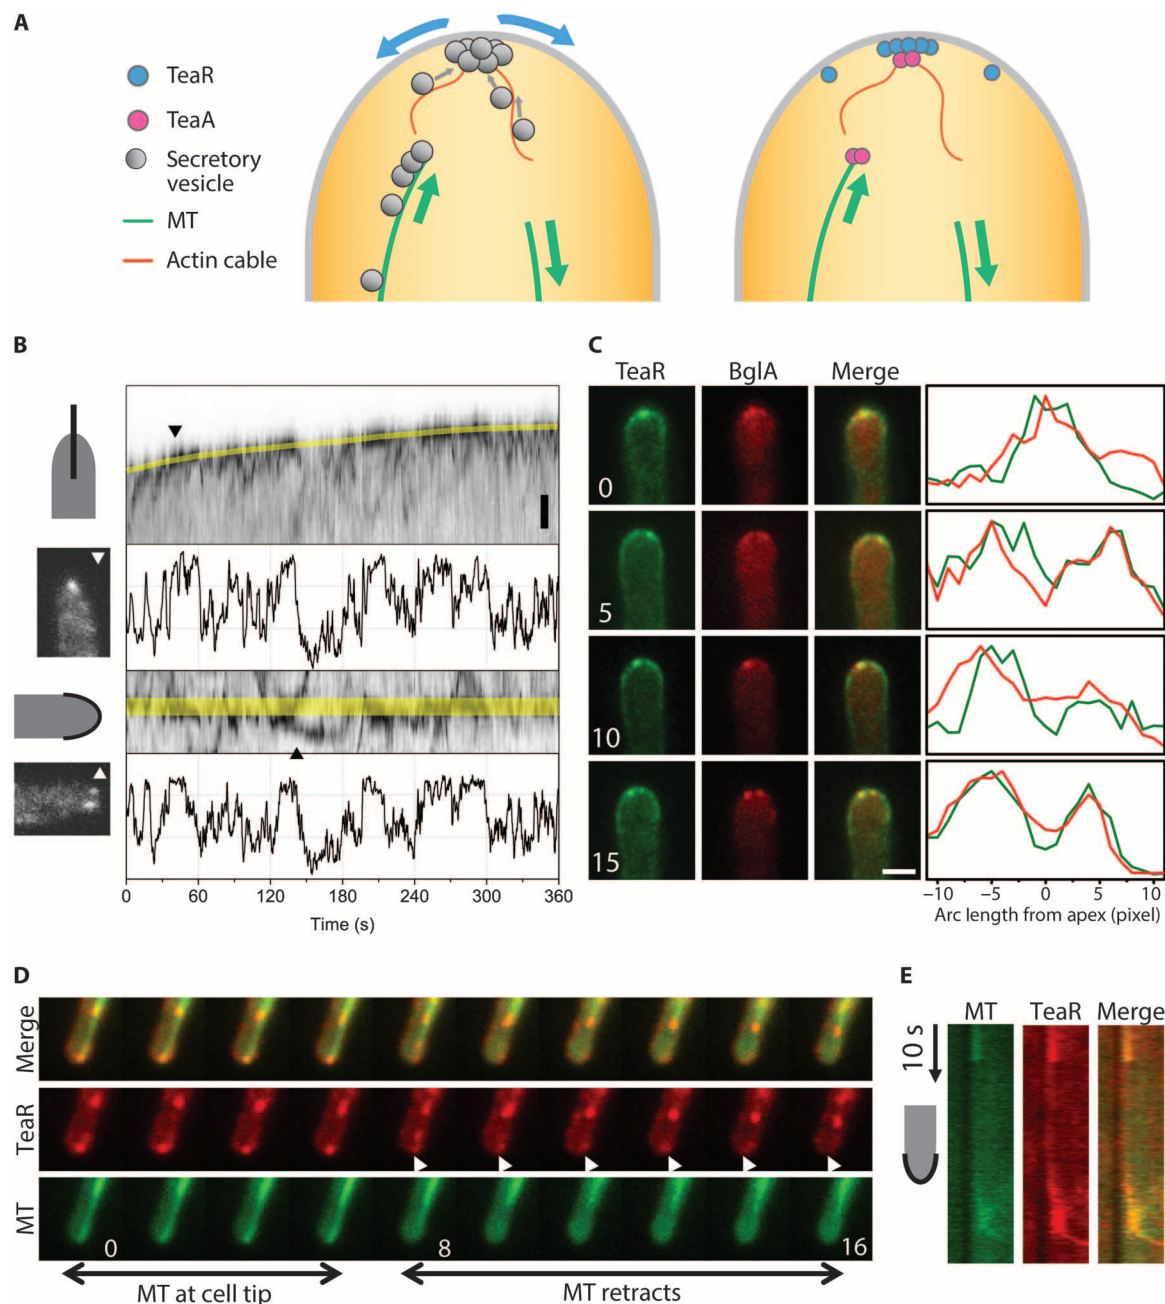 A
TeaR
TeaA
Secretory
vesicle
MT
Actin cable
B
0
60
120
180
240
300
360
Time (s)
C
TeaR
BglA
Merge
0
5
10
15
−10
−5
0
5
10
Arc length from apex (pixel)
D
Merge
TeaR
MT
0
8
16
MT at cell tip
MT retracts
E
MT
TeaR
Merge
10 s